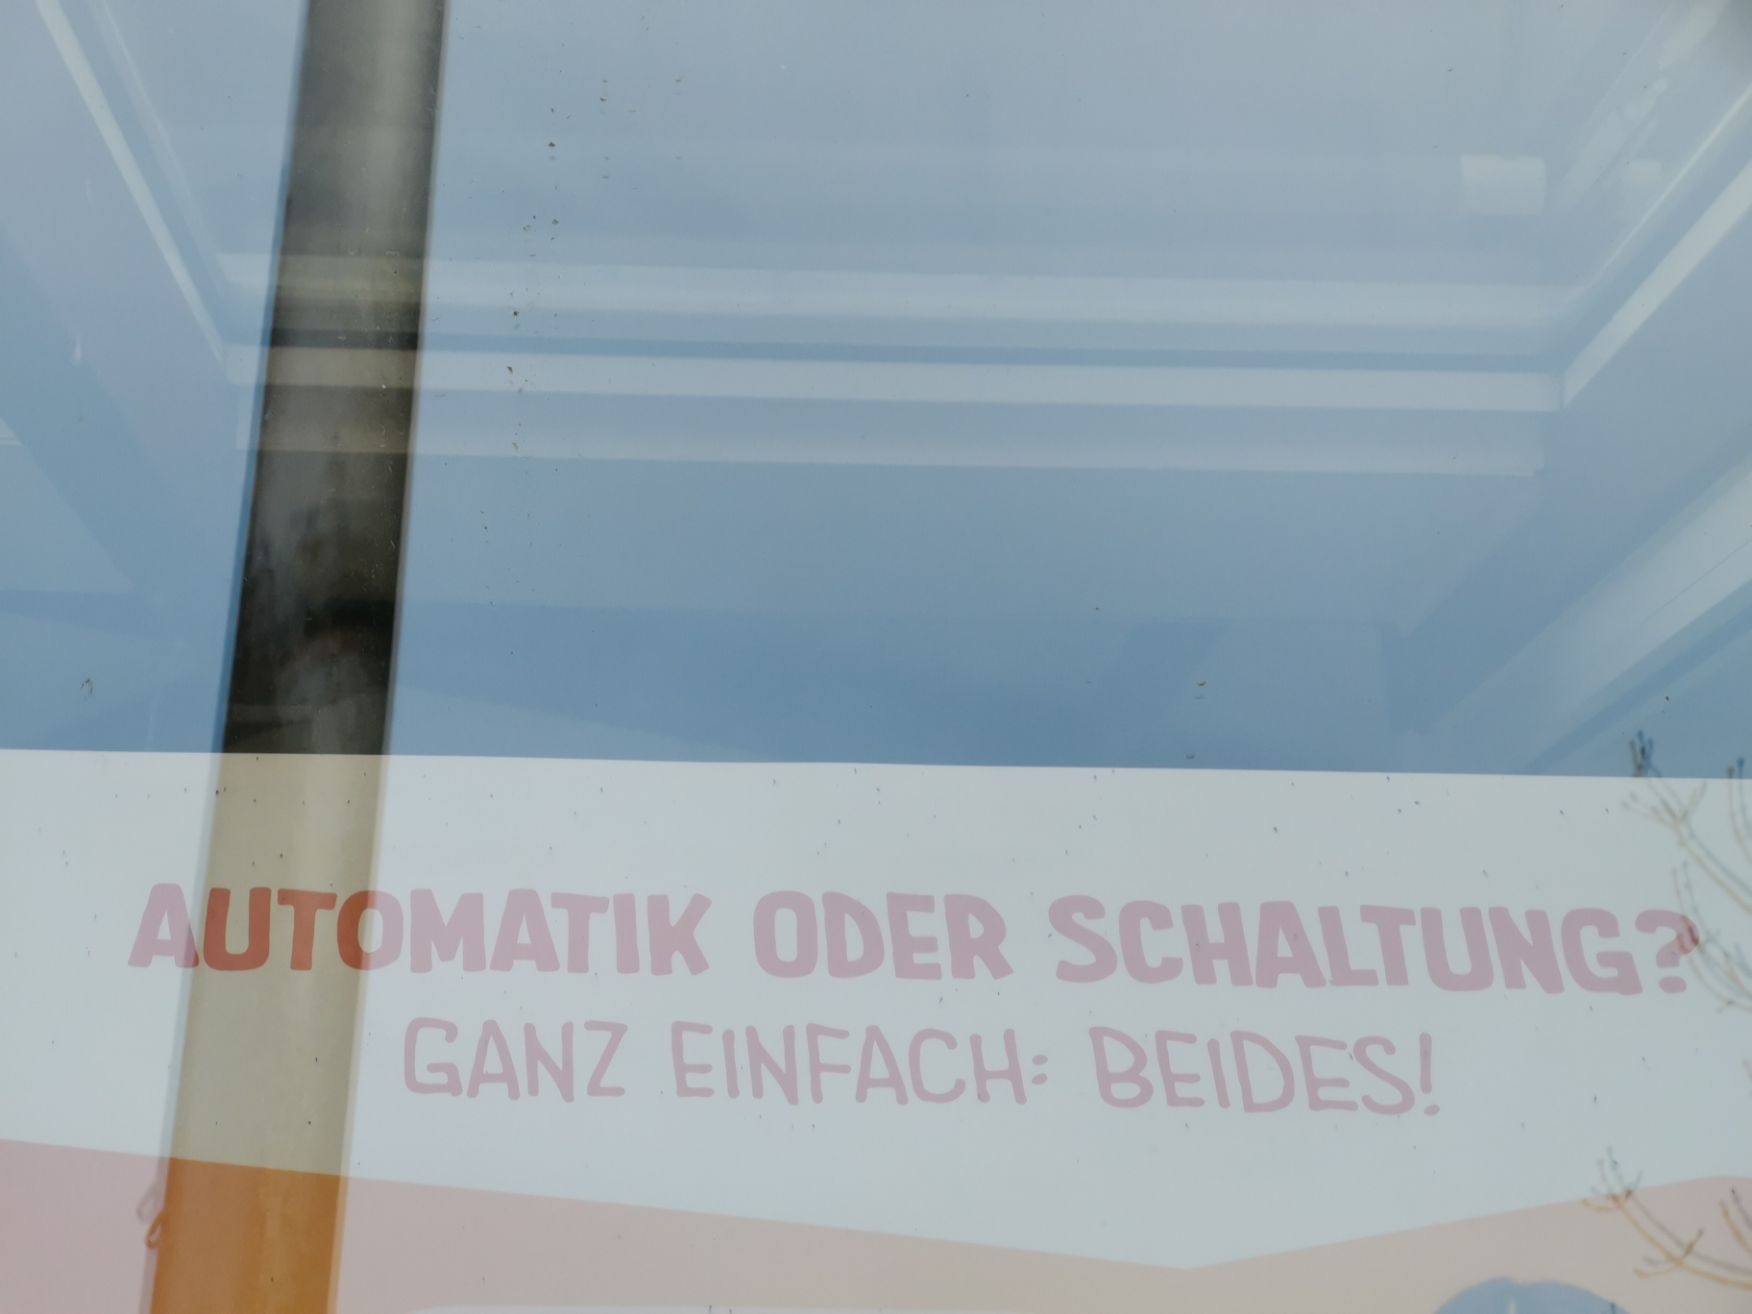 AUTOMATIK ODER SCHALTUNG?
GANZ EINFACH: BEIDES!